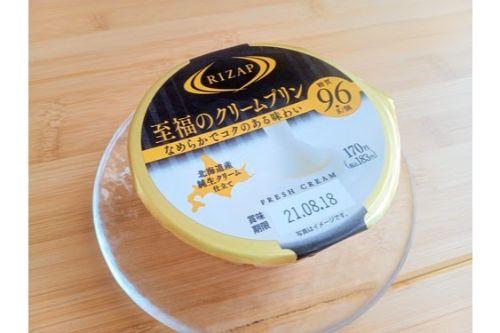 RIZAP
至福のクリームプリン
なめらかでコクのある味わい
糖質
9.6
g/個
北海道産
純生クリーム
仕立て
170円
(税込183円)
FRESH CREAM
賞味
期限
21.08.18
写真はイメージです。